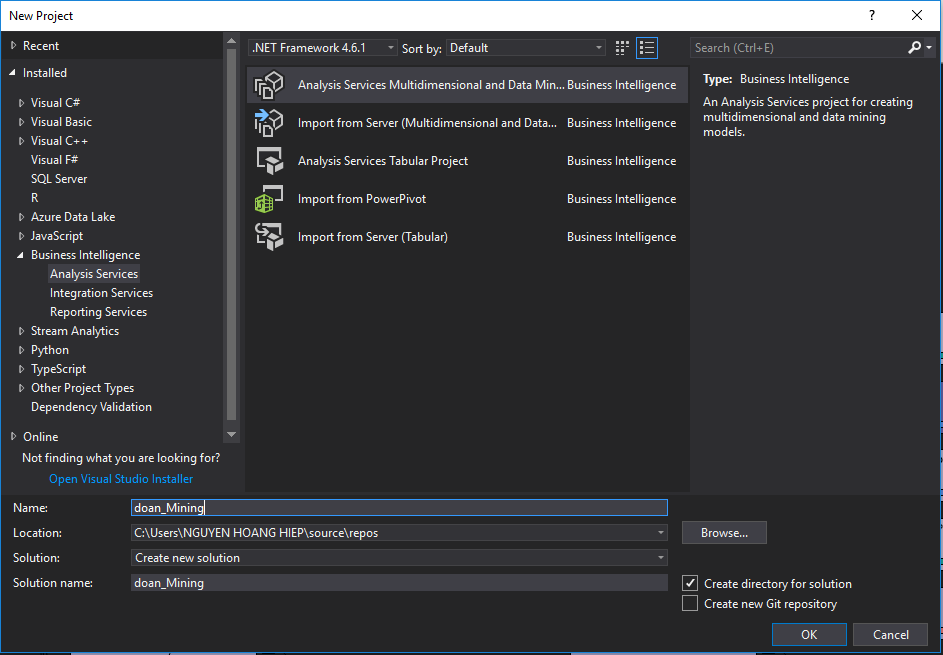 New Project
?
Recent
Installed
Visual C#
Visual Basic
Visual C++
Visual F#
SQL Server
R
Azure Data Lake
JavaScript
Business Intelligence
Analysis Services
Integration Services
Reporting Services
Stream Analytics
Python
TypeScript
Other Project Types
Dependency Validation
Online
Not finding what you are looking for?
Open Visual Studio Installer
.NET Framework 4.6.1 Sort by: Default
Analysis Services Multidimensional and Data Min... Business Intelligence
Import from Server (Multidimensional and Data... Business Intelligence
Analysis Services Tabular Project Business Intelligence
Import from PowerPivot Business Intelligence
Import from Server (Tabular) Business Intelligence
Search (Ctrl+E)
Type: Business Intelligence
An Analysis Services project for creating
multidimensional and data mining
models.
Name: doan_Mining
Location: C:\Users\NGUYEN HOANG HIEP\source\repos Browse...
Solution: Create new solution
Solution name: doan_Mining
Create directory for solution
Create new Git repository
OK Cancel